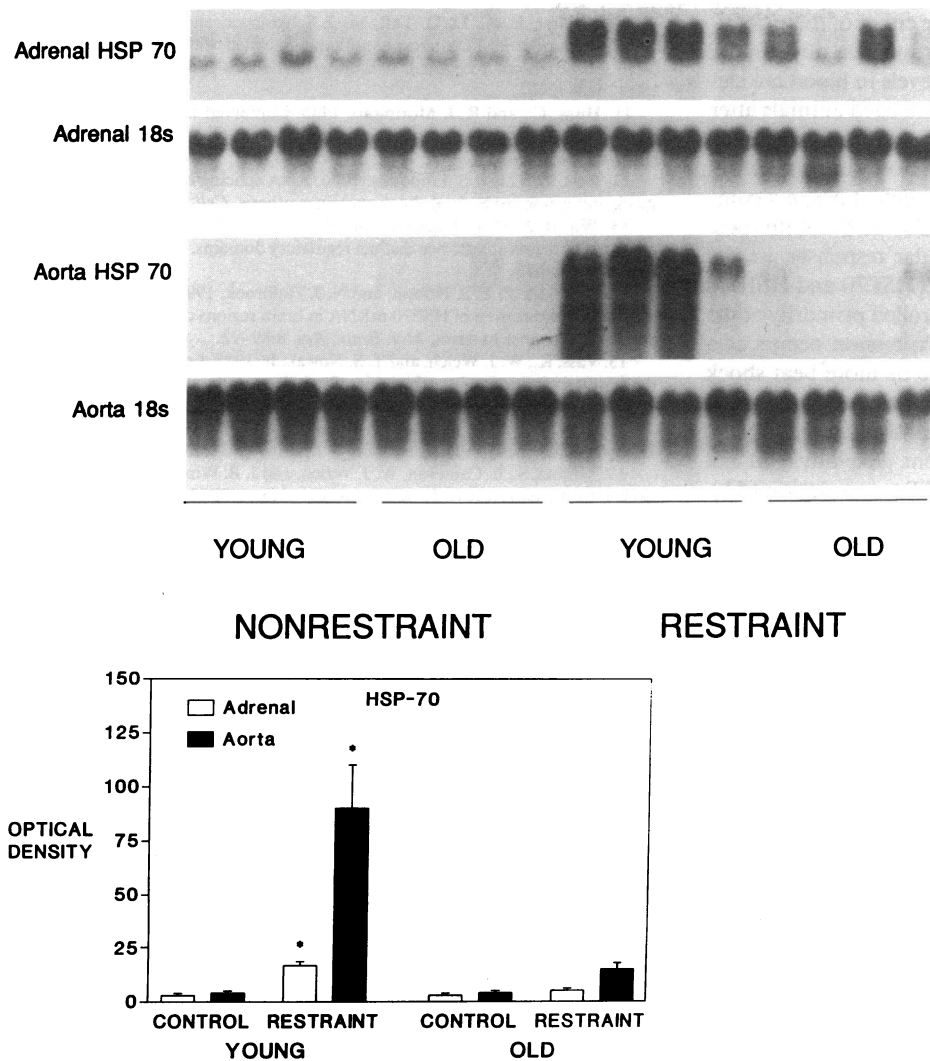 Adrenal HSP 70
Adrenal 18s
Aorta HSP 70
Aorta 18s
YOUNG OLD YOUNG OLD
NONRESTRAINT RESTRAINT
150
125
100
75
50
25
0
OPTICAL
DENSITY
HSP-70
Adrenal
Aorta
*
*
CONTROL RESTRAINT CONTROL RESTRAINT
YOUNG OLD